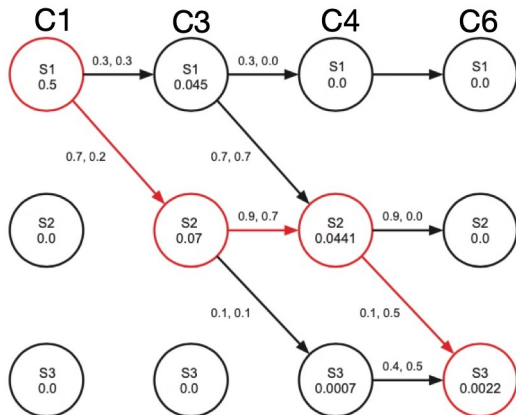 C1 C3 C4 C6
S1
0.5
0.3, 0.3
S1
0.045
0.3, 0.0
S1
0.0
S1
0.0
0.7, 0.2
0.7, 0.7
S2
0.0
S2
0.07
0.9, 0.7
S2
0.0441
0.9, 0.0
S2
0.0
0.1, 0.1
0.1, 0.5
S3
0.0
S3
0.0
S3
0.0007
0.4, 0.5
S3
0.0022